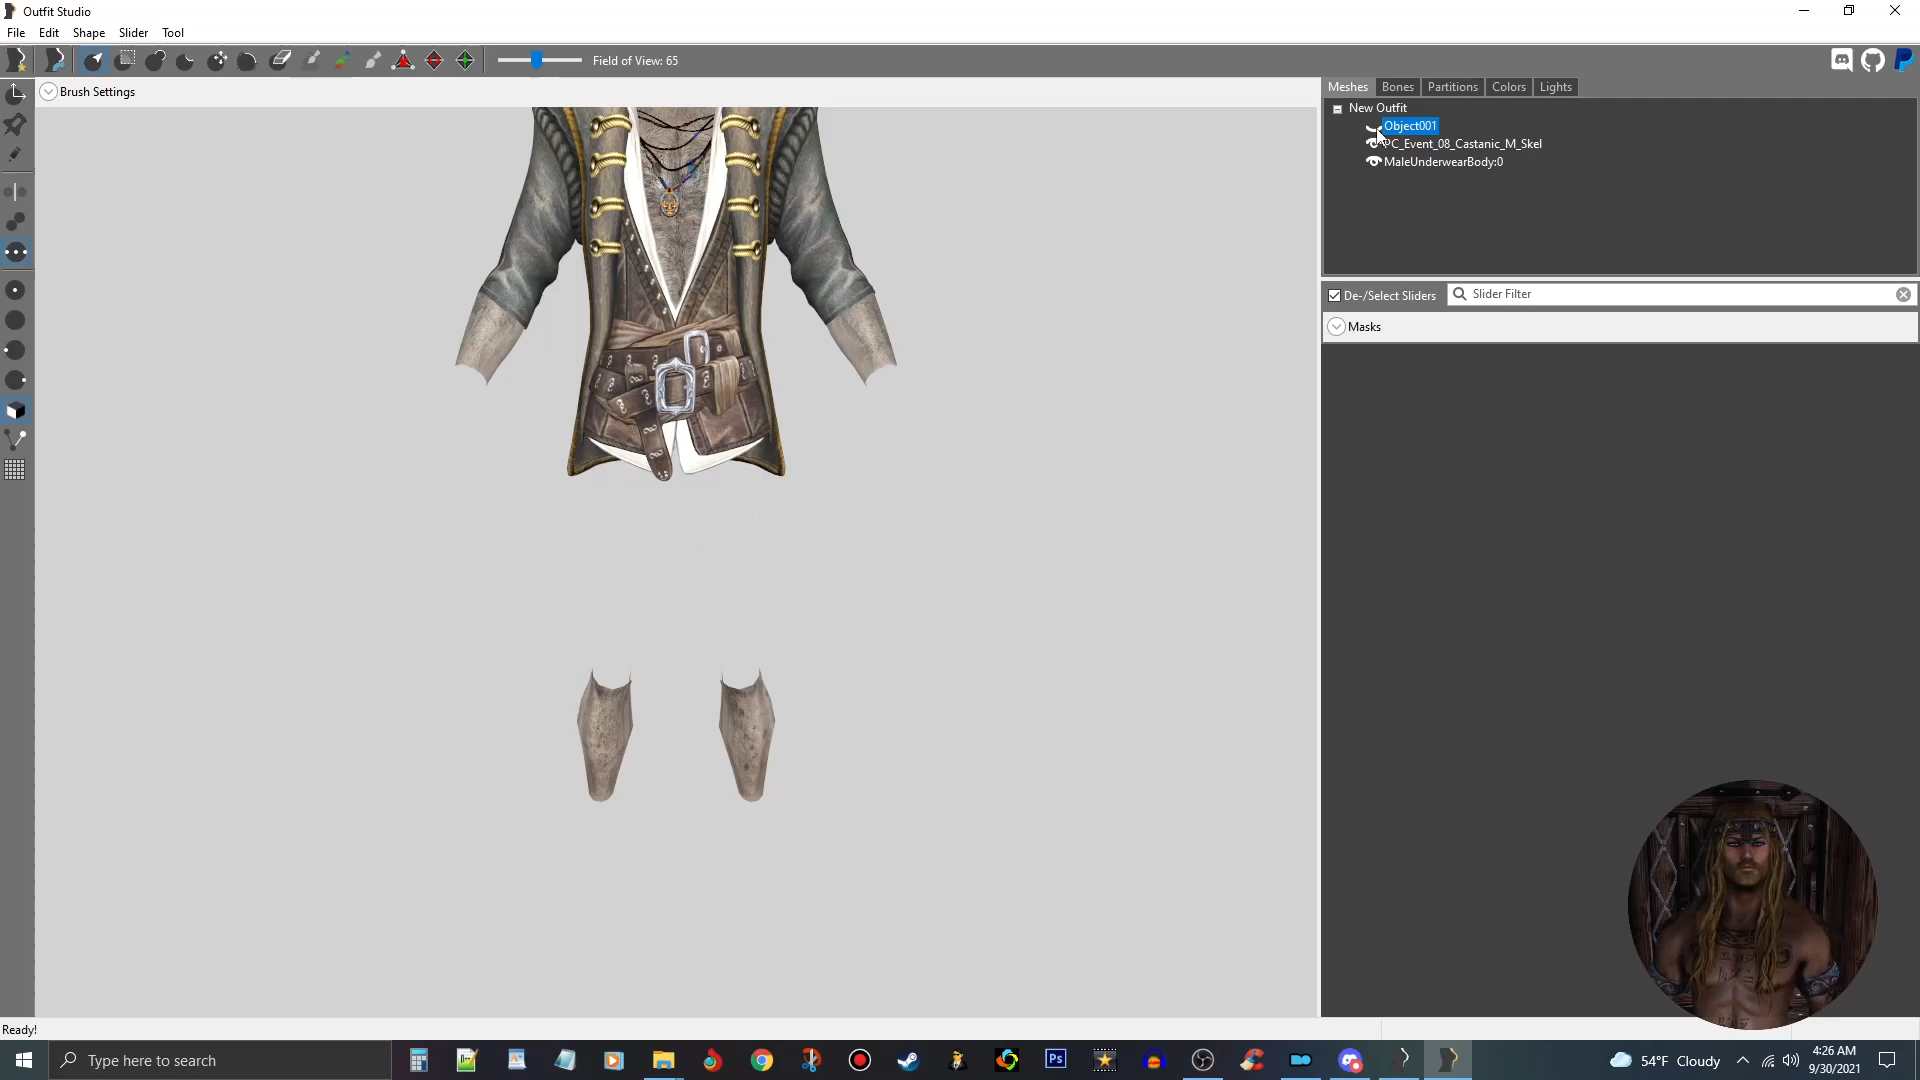 Outfit Studio
File Edit Shape Slider Tool
Field of View: 65
Brush Settings
Meshes Bones Partitions Colors Lights
New Outfit
Object001
PC_Event_08_Castanic_M_Skel
MaleUnderwearBody:0
De-/Select Sliders Slider Filter
Masks
Ready!
Type here to search
Ps
54°F Cloudy
4:26 AM
9/30/2021